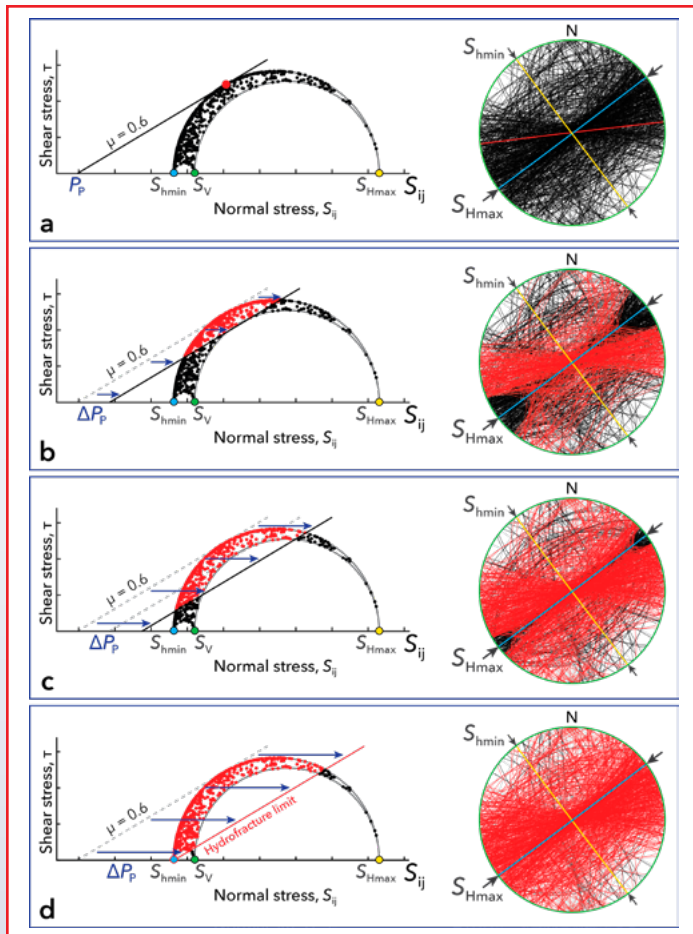 Shear stress, τ
μ = 0.6
P_P
S_hmin
S_V
S_Hmax
S_ij
Normal stress, S_ij
a
N
S_hmin
S_Hmax
Shear stress, τ
μ = 0.6
ΔP_P
S_hmin
S_V
S_Hmax
S_ij
Normal stress, S_ij
b
N
S_hmin
S_Hmax
Shear stress, τ
μ = 0.6
ΔP_P
S_hmin
S_V
S_Hmax
S_ij
Normal stress, S_ij
c
N
S_hmin
S_Hmax
Shear stress, τ
μ = 0.6
Hydrofracture limit
ΔP_P
S_hmin
S_V
S_Hmax
S_ij
Normal stress, S_ij
d
N
S_hmin
S_Hmax